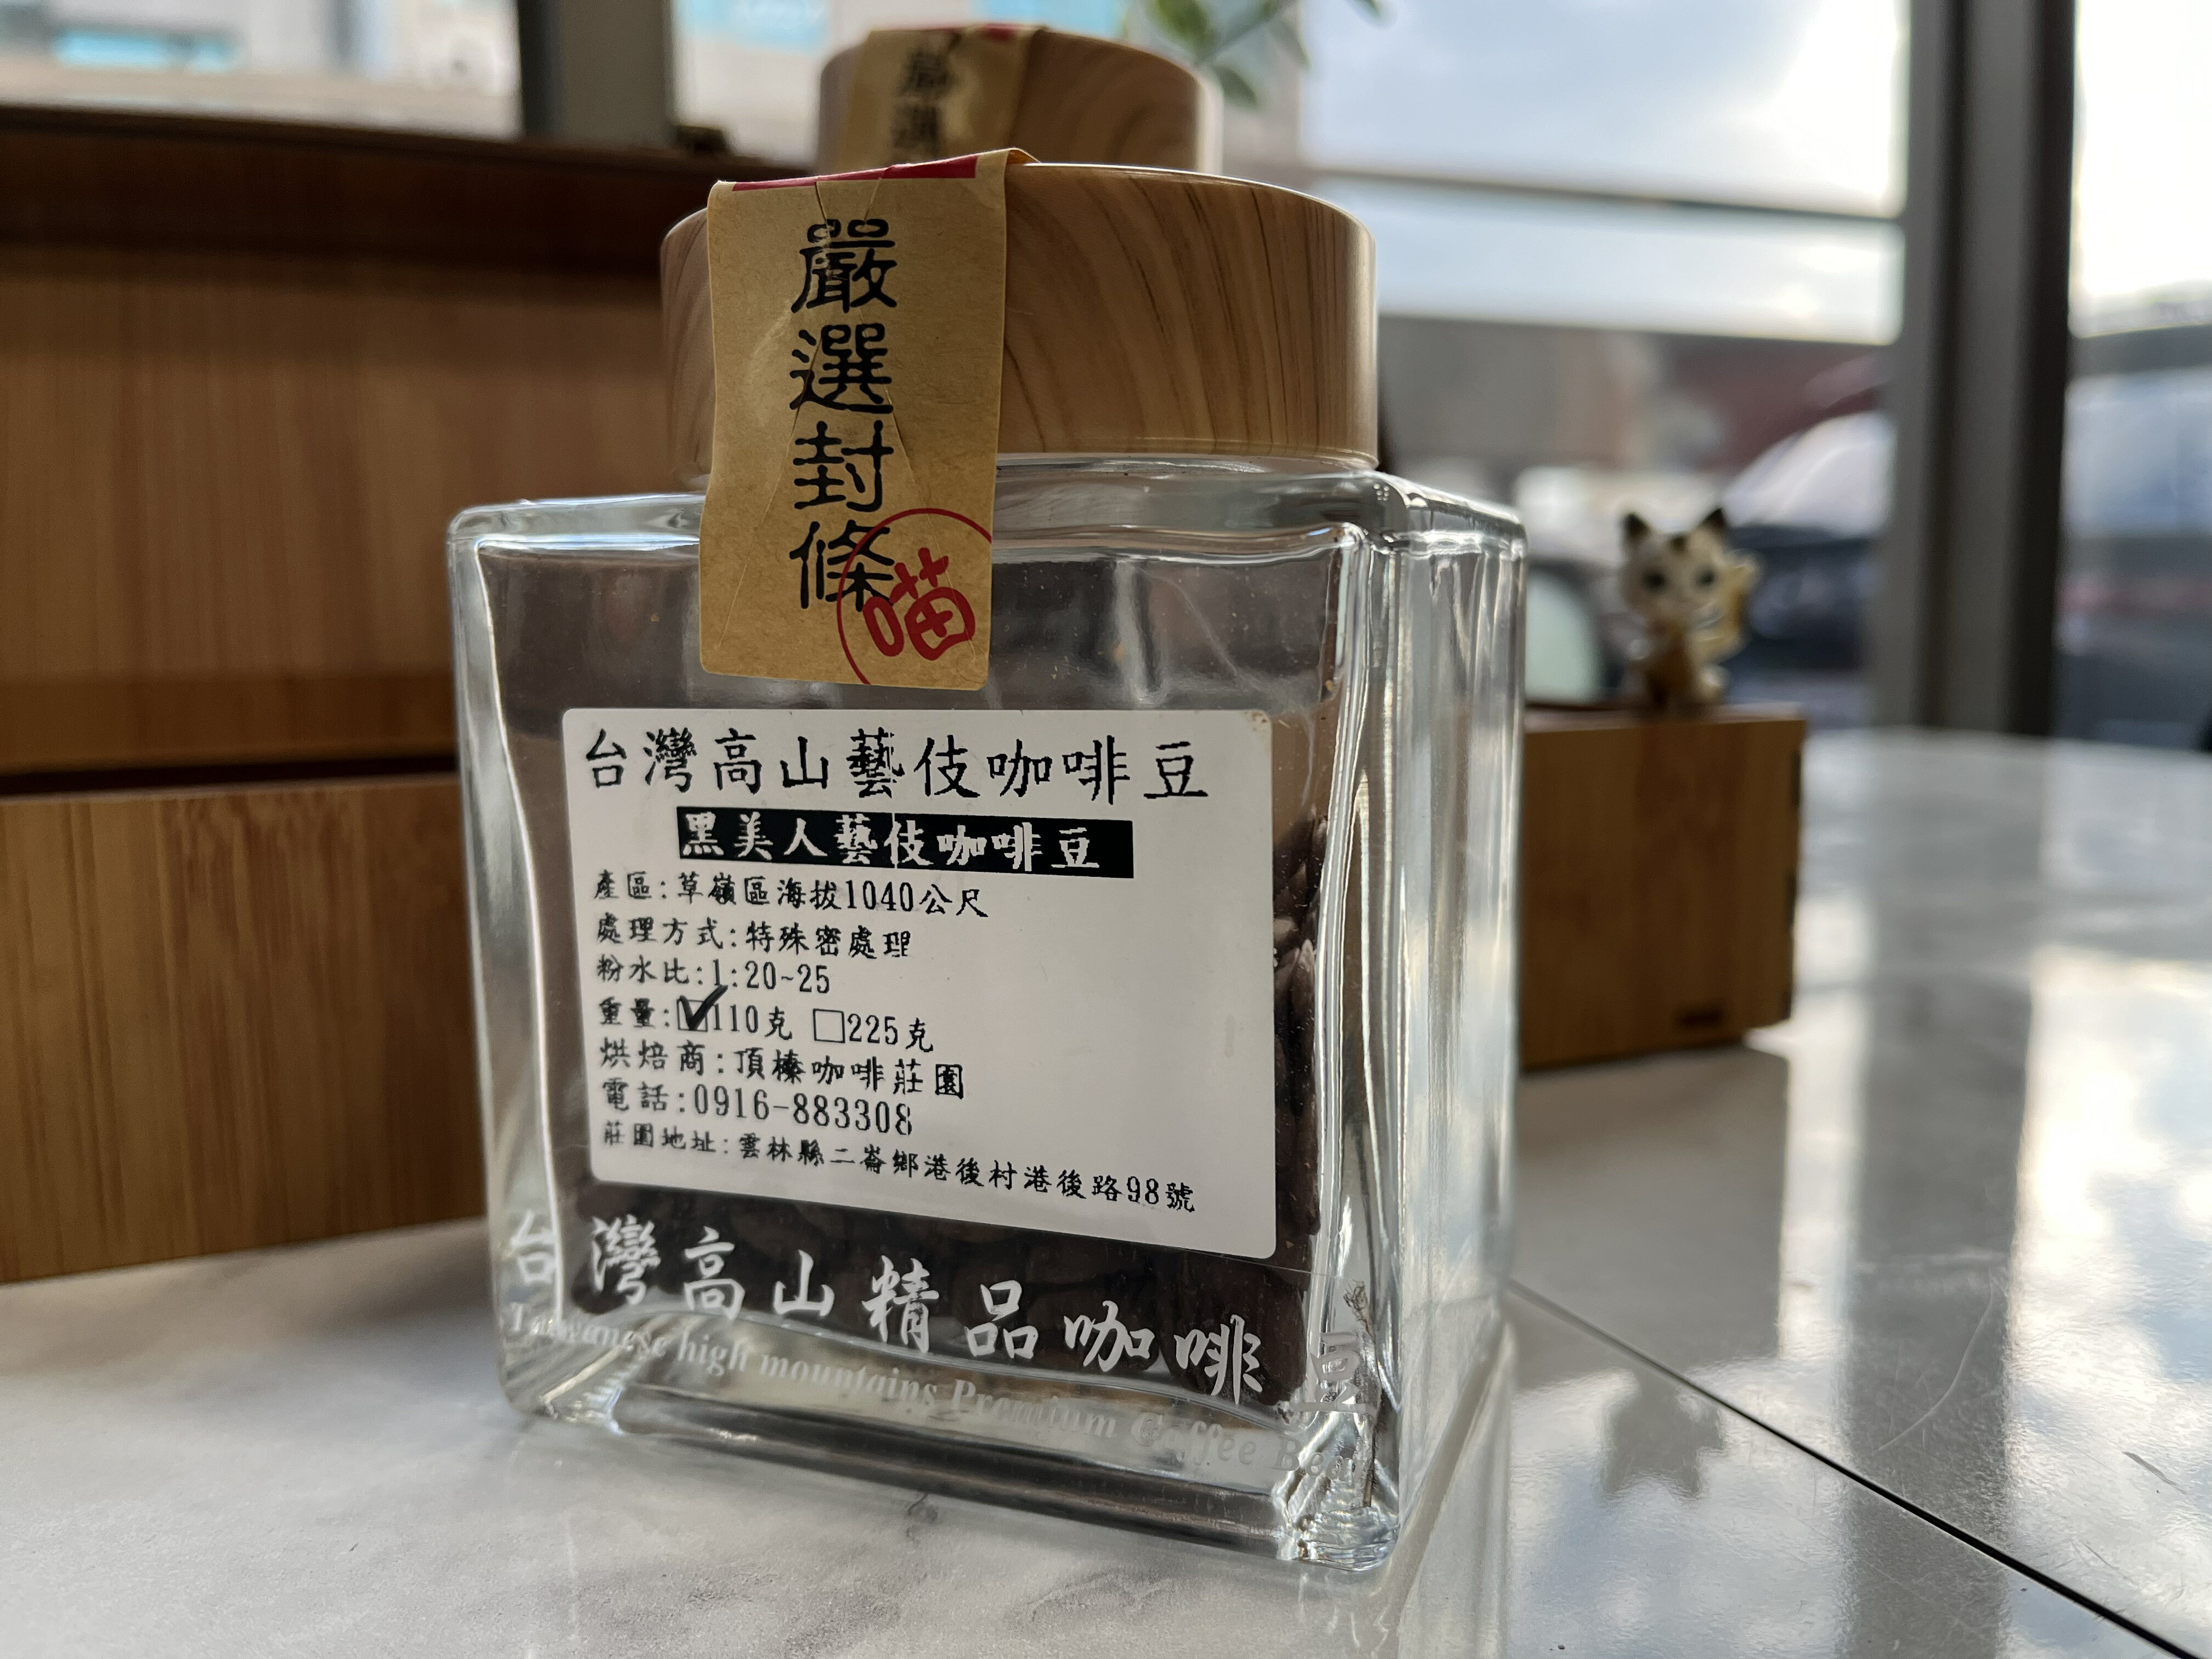 嚴選
嚴選封條
喵
台灣高山藝伎咖啡豆
黑美人藝伎咖啡豆
產區:草嶺區海拔1040公尺
處理方式:特殊密處理
粉水比:1:20~25
重量:☑110克 □225克
烘焙商:頂榛咖啡莊園
電話:0916-883308
莊園地址:雲林縣二崙鄉港後村港後路98號
台灣高山精品咖啡豆
Taiwanese high mountains Premium Coffee